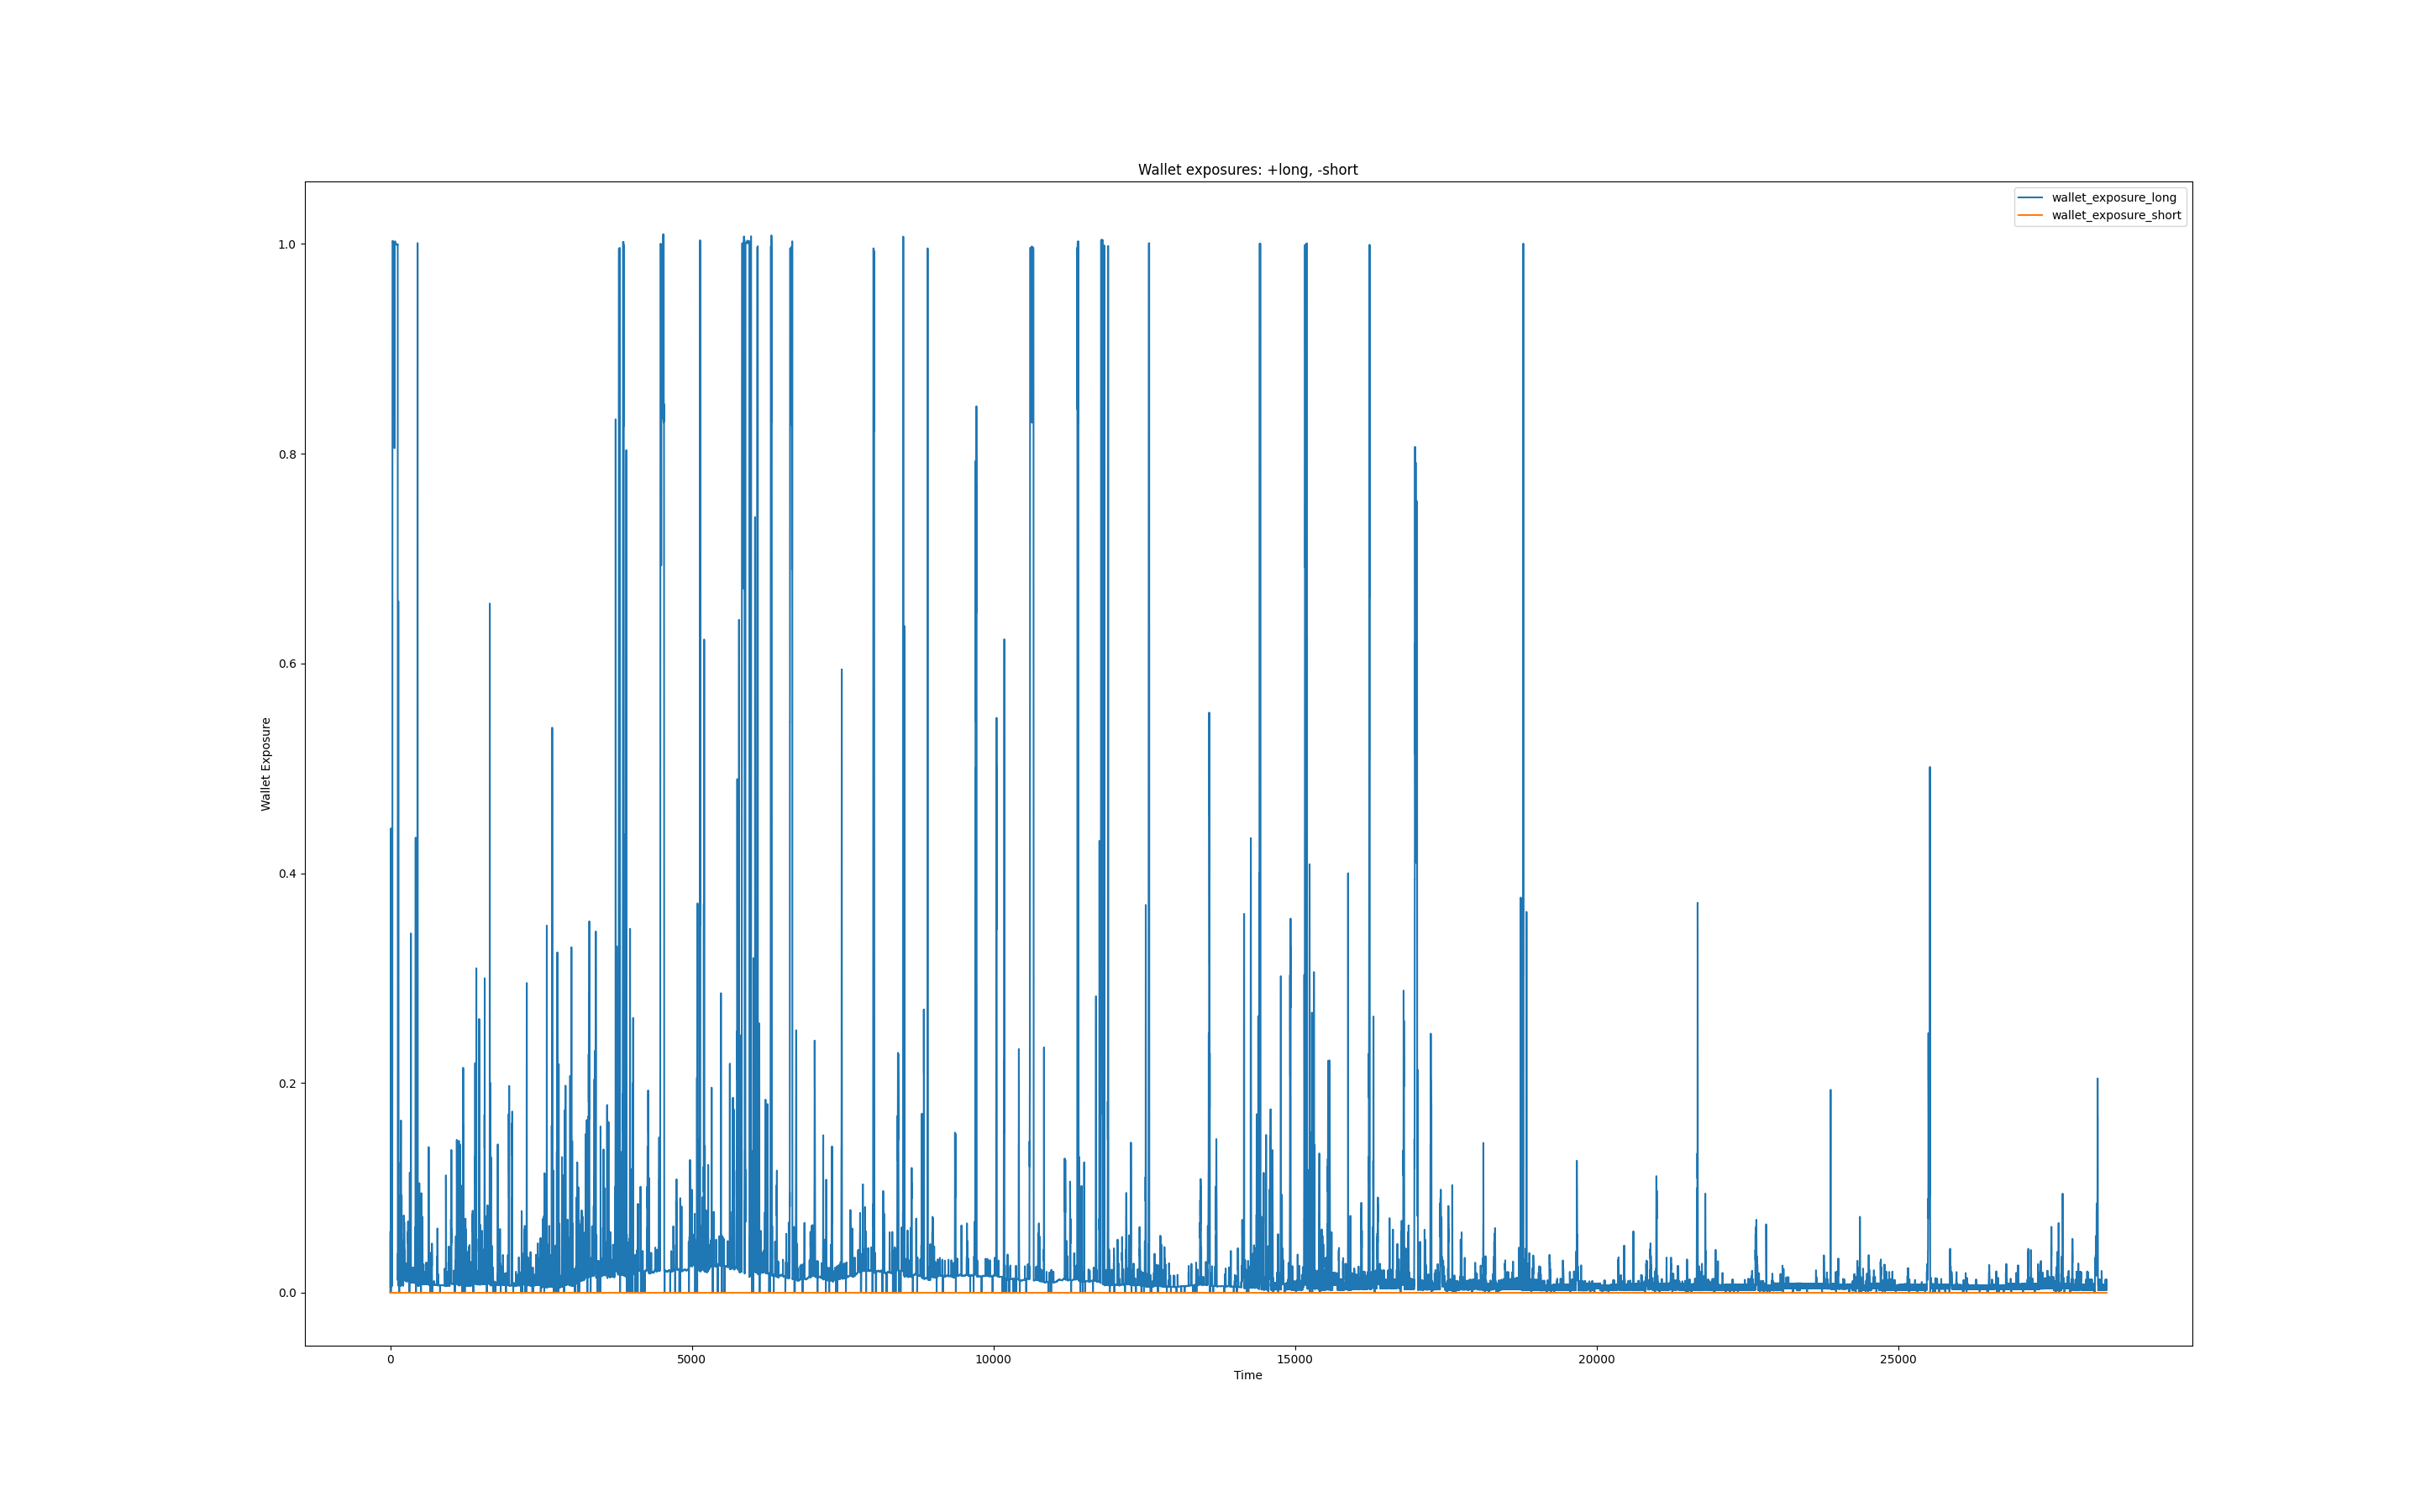 Wallet exposures: +long, -short
wallet_exposure_long
wallet_exposure_short
1.0
0.8
0.6
0.4
0.2
0.0
Wallet Exposure
0 5000 10000 15000 20000 25000
Time